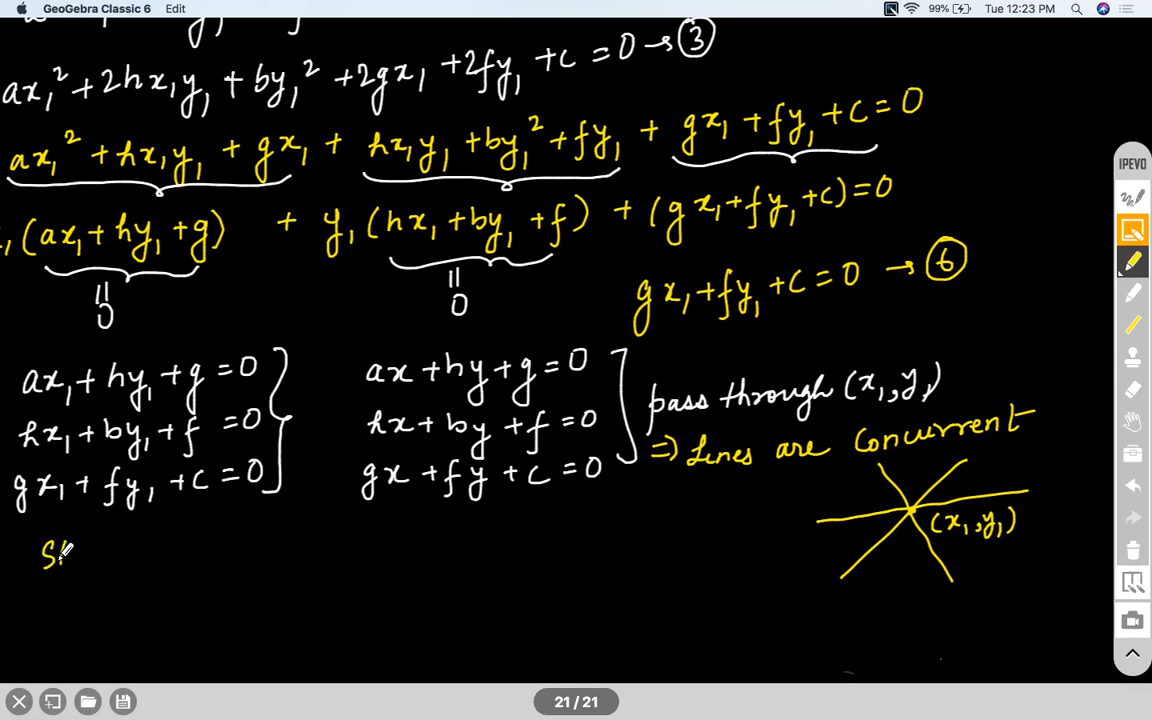 GeoGebra Classic 6 Edit 99% Tue 12:23 PM
ax₁² + 2hx₁y₁ + by₁² + 2gx₁ + 2fy₁ + c = 0 → ③
ax₁² + hx₁y₁ + gx₁ + hx₁y₁ + by₁² + fy₁ + gx₁ + fy₁ + c = 0
x₁ (ax₁ + hy₁ + g) + y₁ (hx₁ + by₁ + f) + (gx₁ + fy₁ + c) = 0
= 0 = 0
gx₁ + fy₁ + c = 0 → ⑥
ax₁ + hy₁ + g = 0
hx₁ + by₁ + f = 0
gx₁ + fy₁ + c = 0
ax + hy + g = 0
hx + by + f = 0
gx + fy + c = 0
pass through (x₁, y₁)
⇒ Lines are concurrent
(x₁, y₁)
IPEVO
21 / 21